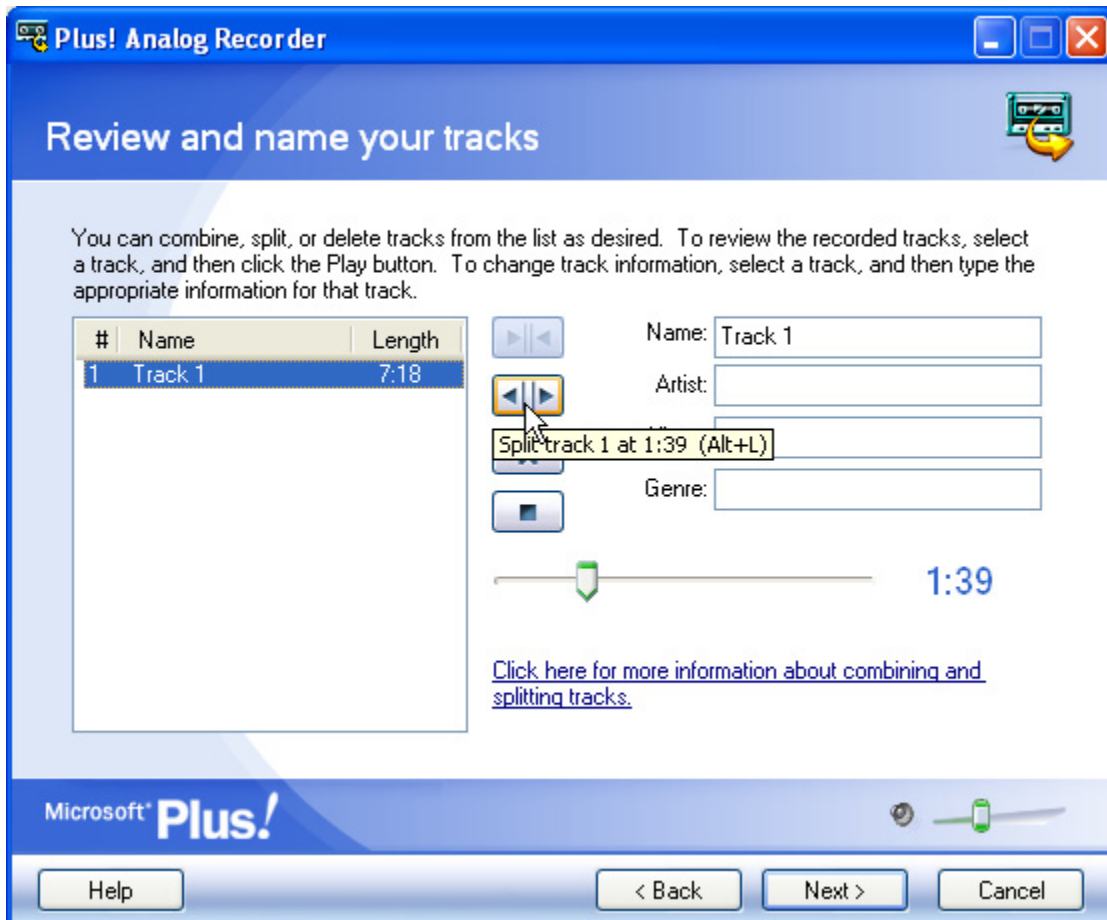 Plus! Analog Recorder
Review and name your tracks
You can combine, split, or delete tracks from the list as desired. To review the recorded tracks, select
a track, and then click the Play button. To change track information, select a track, and then type the
appropriate information for that track.
# Name Length
1 Track 1 7:18
Name: Track 1
Artist:
Split track 1 at 1:39 (Alt+L)
Genre:
1:39
Click here for more information about combining and
splitting tracks.
Microsoft® Plus!
Help < Back Next > Cancel